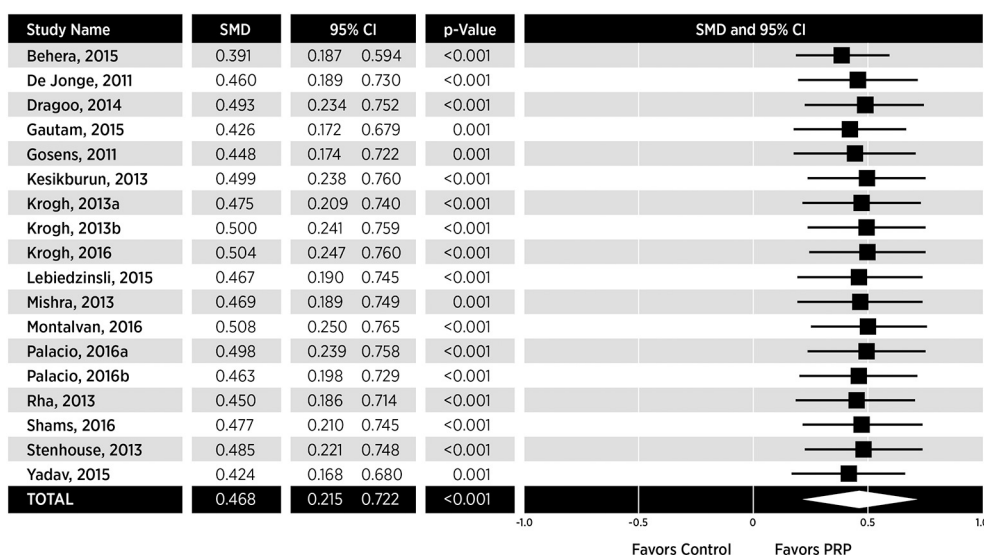 Study Name SMD 95% CI p-Value SMD and 95% CI
Behera, 2015 0.391 0.187 0.594 <0.001
De Jonge, 2011 0.460 0.189 0.730 <0.001
Dragoo, 2014 0.493 0.234 0.752 <0.001
Gautam, 2015 0.426 0.172 0.679 0.001
Gosens, 2011 0.448 0.174 0.722 0.001
Kesikburun, 2013 0.499 0.238 0.760 <0.001
Krogh, 2013a 0.475 0.209 0.740 <0.001
Krogh, 2013b 0.500 0.241 0.759 <0.001
Krogh, 2016 0.504 0.247 0.760 <0.001
Lebiedzinsli, 2015 0.467 0.190 0.745 <0.001
Mishra, 2013 0.469 0.189 0.749 0.001
Montalvan, 2016 0.508 0.250 0.765 <0.001
Palacio, 2016a 0.498 0.239 0.758 <0.001
Palacio, 2016b 0.463 0.198 0.729 <0.001
Rha, 2013 0.450 0.186 0.714 <0.001
Shams, 2016 0.477 0.210 0.745 <0.001
Stenhouse, 2013 0.485 0.221 0.748 <0.001
Yadav, 2015 0.424 0.168 0.680 0.001
TOTAL 0.468 0.215 0.722 <0.001
-1.0 -0.5 0 0.5 1.0
Favors Control Favors PRP